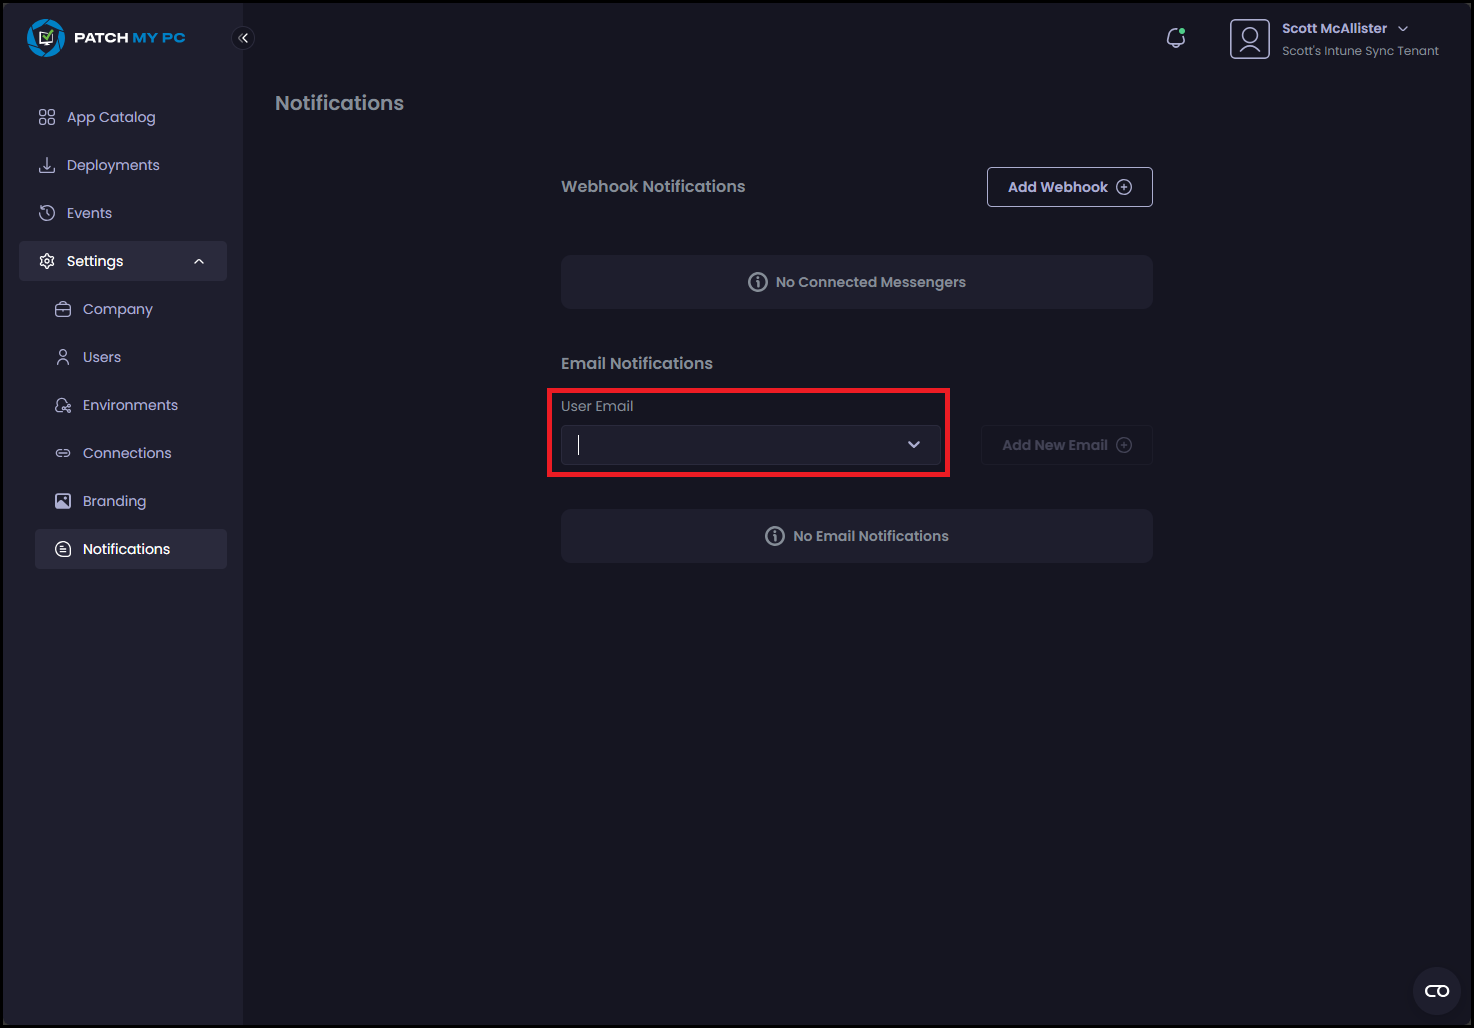 PATCH MY PC
Scott McAllister
Scott's Intune Sync Tenant
App Catalog
Deployments
Events
Settings
Company
Users
Environments
Connections
Branding
Notifications
Notifications
Webhook Notifications
Add Webhook
No Connected Messengers
Email Notifications
User Email
Add New Email
No Email Notifications